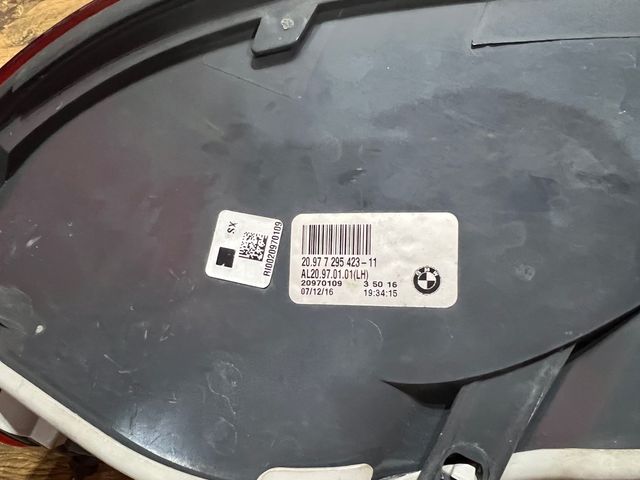 SX
RI0020970109
20.97 7 295 423-11
AL20.97.01.01(LH)
20970109 3 50 16
07/12/16 19:34:15
BMW